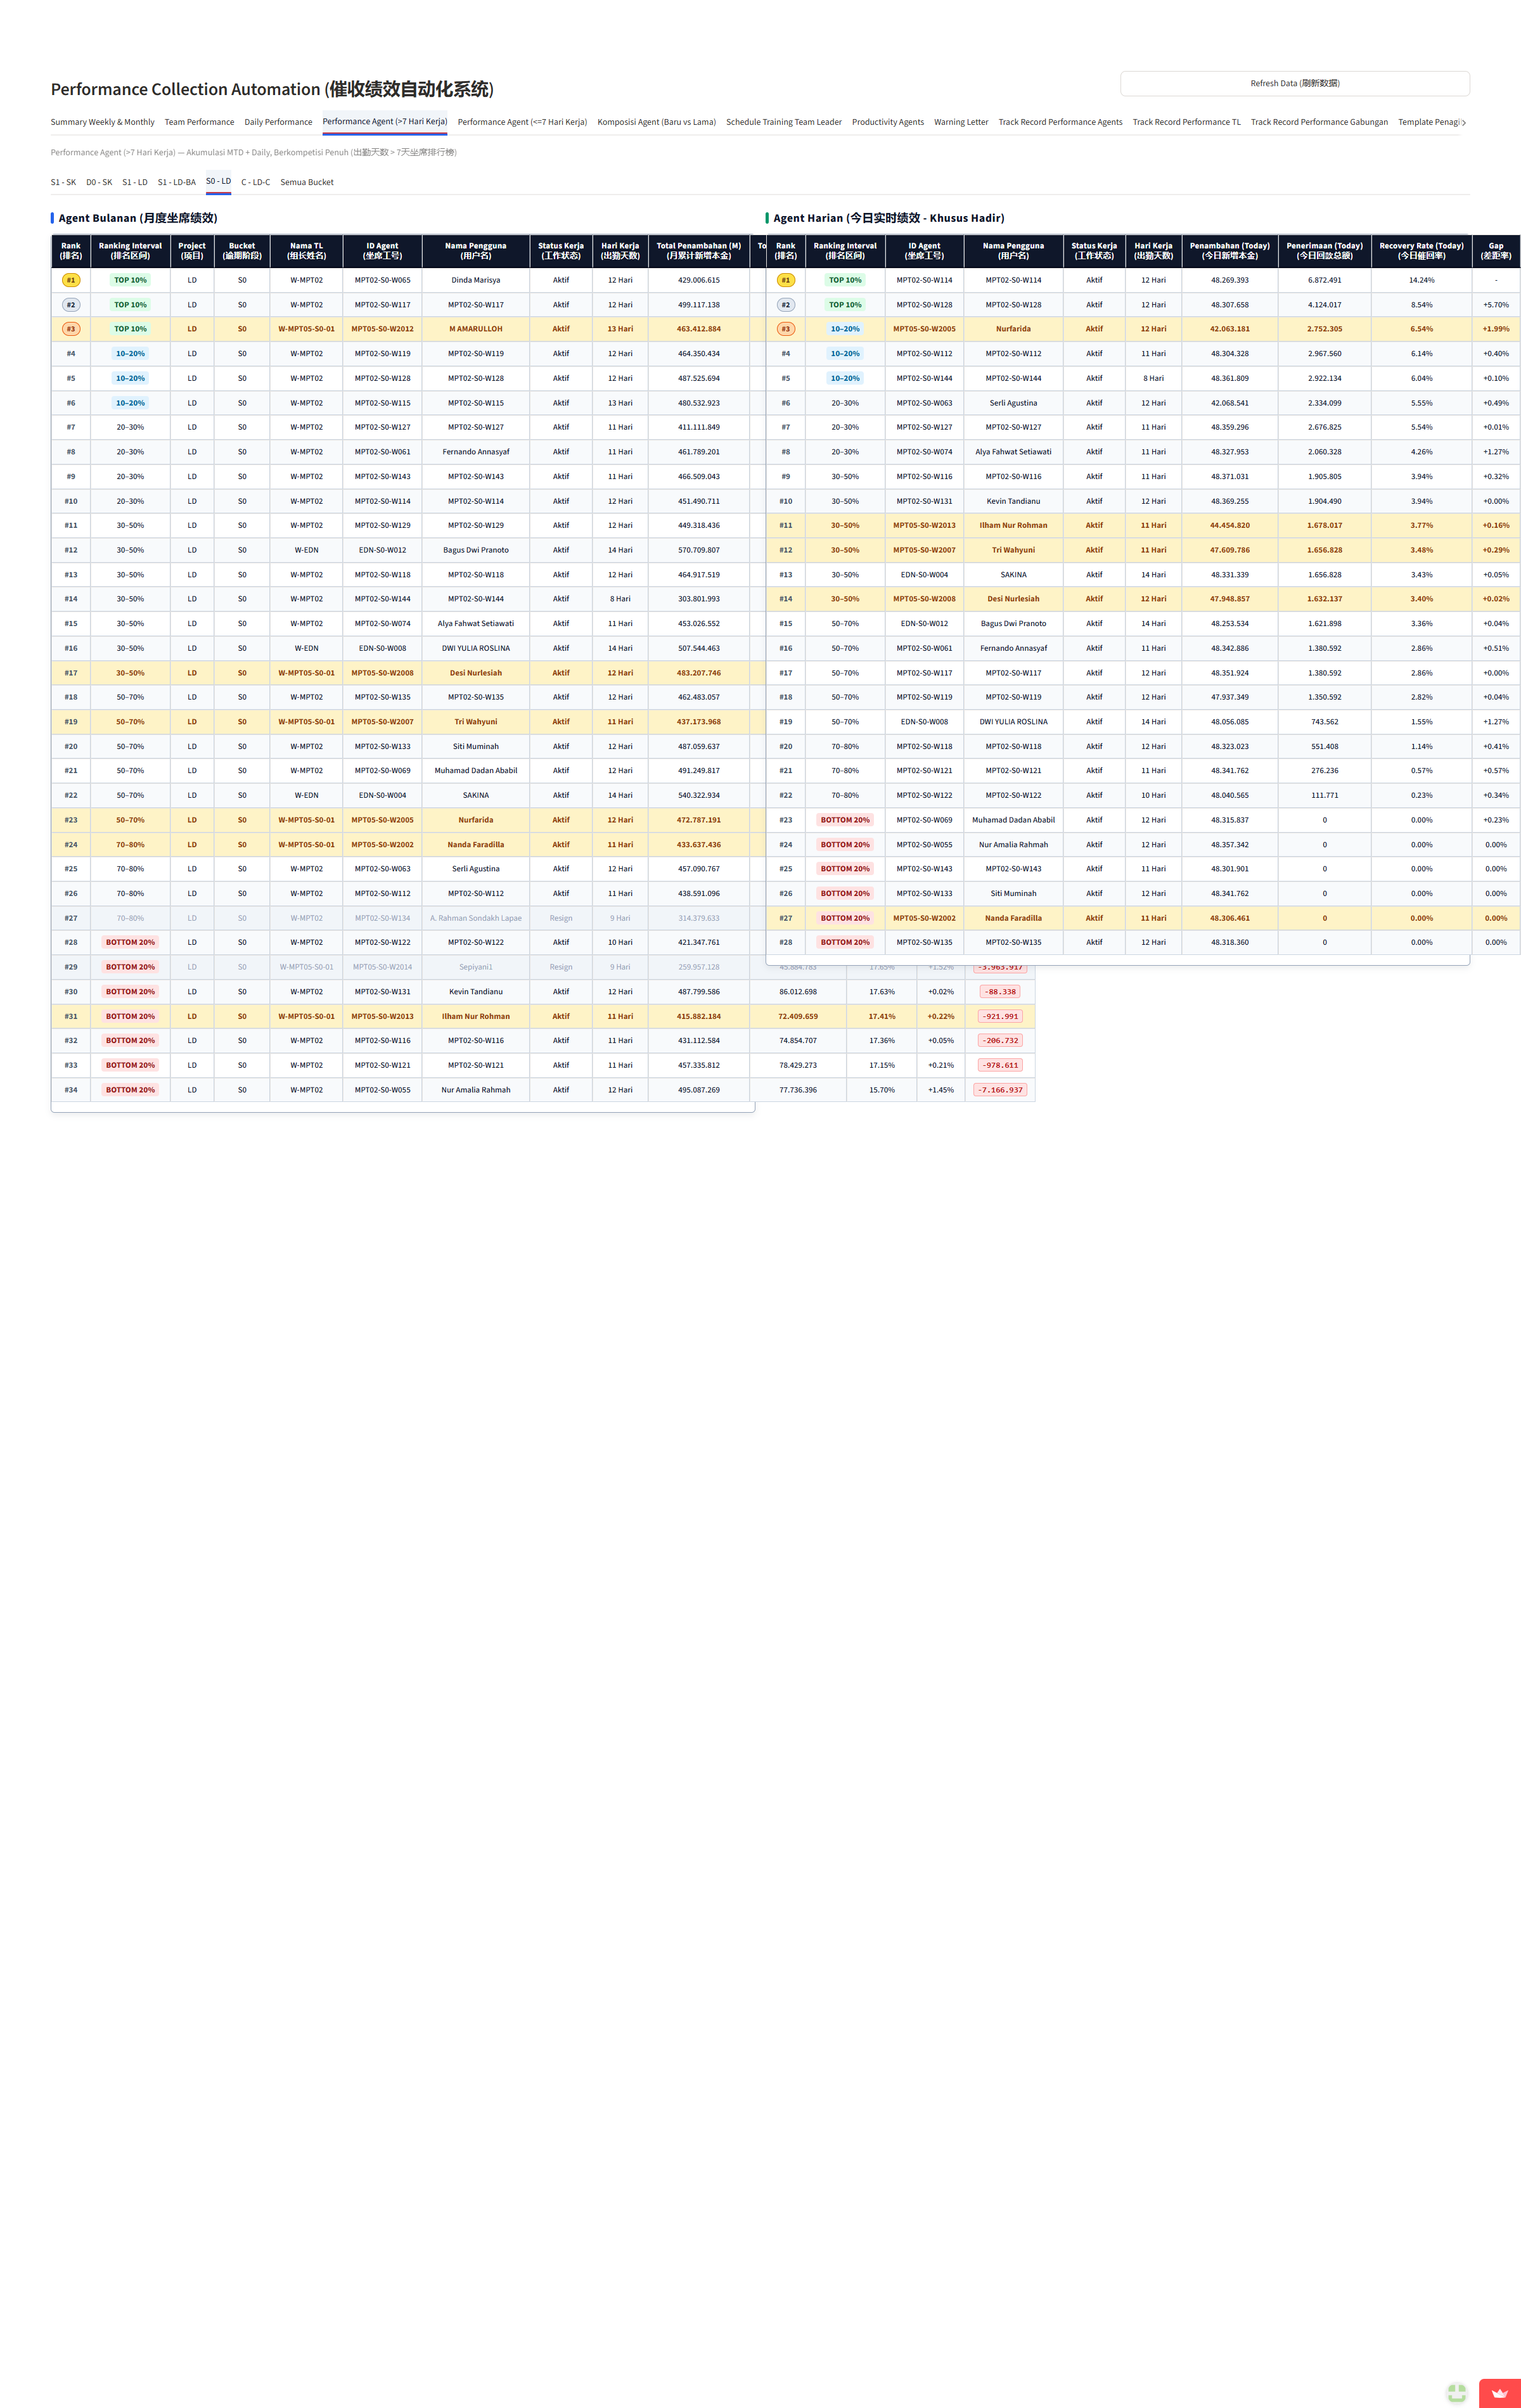 Performance Collection Automation (催收绩效自动化系统)
Refresh Data (刷新数据)
Summary Weekly & Monthly Team Performance Daily Performance Performance Agent (>7 Hari Kerja) Performance Agent (<=7 Hari Kerja) Komposisi Agent (Baru vs Lama) Schedule Training Team Leader Productivity Agents Warning Letter Track Record Performance Agents Track Record Performance TL Track Record Performance Gabungan Template Penagi
Performance Agent (>7 Hari Kerja) — Akumulasi MTD + Daily, Berkompetisi Penuh (出勤天数 > 7天坐席排行榜)
S1 - SK D0 - SK S1 - LD S1 - LD-BA S0 - LD C - LD-C Semua Bucket
Agent Bulanan (月度坐席绩效)
Rank Ranking Interval Project Bucket Nama TL ID Agent Nama Pengguna Status Kerja Hari Kerja Total Penambahan (M) To
(排名) (排名区间) (项目) (逾期阶段) (组长姓名) (坐席工号) (用户名) (工作状态) (出勤天数) (月累计新增本金)
#1 TOP 10% LD S0 W-MPT02 MPT02-S0-W065 Dinda Marisya Aktif 12 Hari 429.006.615
#2 TOP 10% LD S0 W-MPT02 MPT02-S0-W117 MPT02-S0-W117 Aktif 12 Hari 499.117.138
#3 TOP 10% LD S0 W-MPT05-S0-01 MPT05-S0-W2012 M AMARULLOH Aktif 13 Hari 463.412.884
#4 10–20% LD S0 W-MPT02 MPT02-S0-W119 MPT02-S0-W119 Aktif 12 Hari 464.350.434
#5 10–20% LD S0 W-MPT02 MPT02-S0-W128 MPT02-S0-W128 Aktif 12 Hari 487.525.694
#6 10–20% LD S0 W-MPT02 MPT02-S0-W115 MPT02-S0-W115 Aktif 13 Hari 480.532.923
#7 20–30% LD S0 W-MPT02 MPT02-S0-W127 MPT02-S0-W127 Aktif 11 Hari 411.111.849
#8 20–30% LD S0 W-MPT02 MPT02-S0-W061 Fernando Annasyaf Aktif 11 Hari 461.789.201
#9 20–30% LD S0 W-MPT02 MPT02-S0-W143 MPT02-S0-W143 Aktif 11 Hari 466.509.043
#10 20–30% LD S0 W-MPT02 MPT02-S0-W114 MPT02-S0-W114 Aktif 12 Hari 451.490.711
#11 30–50% LD S0 W-MPT02 MPT02-S0-W129 MPT02-S0-W129 Aktif 12 Hari 449.318.436
#12 30–50% LD S0 W-EDN EDN-S0-W012 Bagus Dwi Pranoto Aktif 14 Hari 570.709.807
#13 30–50% LD S0 W-MPT02 MPT02-S0-W118 MPT02-S0-W118 Aktif 12 Hari 464.917.519
#14 30–50% LD S0 W-MPT02 MPT02-S0-W144 MPT02-S0-W144 Aktif 8 Hari 303.801.993
#15 30–50% LD S0 W-MPT02 MPT02-S0-W074 Alya Fahwat Setiawati Aktif 11 Hari 453.026.552
#16 30–50% LD S0 W-EDN EDN-S0-W008 DWI YULIA ROSLINA Aktif 14 Hari 507.544.463
#17 30–50% LD S0 W-MPT05-S0-01 MPT05-S0-W2008 Desi Nurlesiah Aktif 12 Hari 483.207.746
#18 50–70% LD S0 W-MPT02 MPT02-S0-W135 MPT02-S0-W135 Aktif 12 Hari 462.483.057
#19 50–70% LD S0 W-MPT05-S0-01 MPT05-S0-W2007 Tri Wahyuni Aktif 11 Hari 437.173.968
#20 50–70% LD S0 W-MPT02 MPT02-S0-W133 Siti Muminah Aktif 12 Hari 487.059.637
#21 50–70% LD S0 W-MPT02 MPT02-S0-W069 Muhamad Dadan Ababil Aktif 12 Hari 491.249.817
#22 50–70% LD S0 W-EDN EDN-S0-W004 SAKINA Aktif 14 Hari 540.322.934
#23 50–70% LD S0 W-MPT05-S0-01 MPT05-S0-W2005 Nurfarida Aktif 12 Hari 472.787.191
#24 70–80% LD S0 W-MPT05-S0-01 MPT05-S0-W2002 Nanda Faradilla Aktif 11 Hari 433.637.436
#25 70–80% LD S0 W-MPT02 MPT02-S0-W063 Serli Agustina Aktif 12 Hari 457.090.767
#26 70–80% LD S0 W-MPT02 MPT02-S0-W112 MPT02-S0-W112 Aktif 11 Hari 438.591.096
#27 70–80% LD S0 W-MPT02 MPT02-S0-W134 A. Rahman Sondakh Lapae Resign 9 Hari 314.379.633
#28 BOTTOM 20% LD S0 W-MPT02 MPT02-S0-W122 MPT02-S0-W122 Aktif 10 Hari 421.347.761
#29 BOTTOM 20% LD S0 W-MPT05-S0-01 MPT05-S0-W2014 Sepiyani1 Resign 9 Hari 259.957.128 45.884.783 17.65% +1.52% -3.963.917
#30 BOTTOM 20% LD S0 W-MPT02 MPT02-S0-W131 Kevin Tandianu Aktif 12 Hari 487.799.586 86.012.698 17.63% +0.02% -88.338
#31 BOTTOM 20% LD S0 W-MPT05-S0-01 MPT05-S0-W2013 Ilham Nur Rohman Aktif 11 Hari 415.882.184 72.409.659 17.41% +0.22% -921.991
#32 BOTTOM 20% LD S0 W-MPT02 MPT02-S0-W116 MPT02-S0-W116 Aktif 11 Hari 431.112.584 74.854.707 17.36% +0.05% -206.732
#33 BOTTOM 20% LD S0 W-MPT02 MPT02-S0-W121 MPT02-S0-W121 Aktif 11 Hari 457.335.812 78.429.273 17.15% +0.21% -978.611
#34 BOTTOM 20% LD S0 W-MPT02 MPT02-S0-W055 Nur Amalia Rahmah Aktif 12 Hari 495.087.269 77.736.396 15.70% +1.45% -7.166.937
Agent Harian (今日实时绩效 - Khusus Hadir)
Rank Ranking Interval ID Agent Nama Pengguna Status Kerja Hari Kerja Penambahan (Today) Penerimaan (Today) Recovery Rate (Today) Gap
(排名) (排名区间) (坐席工号) (用户名) (工作状态) (出勤天数) (今日新增本金) (今日回款总额) (今日催回率) (差距率)
#1 TOP 10% MPT02-S0-W114 MPT02-S0-W114 Aktif 12 Hari 48.269.393 6.872.491 14.24% -
#2 TOP 10% MPT02-S0-W128 MPT02-S0-W128 Aktif 12 Hari 48.307.658 4.124.017 8.54% +5.70%
#3 10–20% MPT05-S0-W2005 Nurfarida Aktif 12 Hari 42.063.181 2.752.305 6.54% +1.99%
#4 10–20% MPT02-S0-W112 MPT02-S0-W112 Aktif 11 Hari 48.304.328 2.967.560 6.14% +0.40%
#5 10–20% MPT02-S0-W144 MPT02-S0-W144 Aktif 8 Hari 48.361.809 2.922.134 6.04% +0.10%
#6 20–30% MPT02-S0-W063 Serli Agustina Aktif 12 Hari 42.068.541 2.334.099 5.55% +0.49%
#7 20–30% MPT02-S0-W127 MPT02-S0-W127 Aktif 11 Hari 48.359.296 2.676.825 5.54% +0.01%
#8 20–30% MPT02-S0-W074 Alya Fahwat Setiawati Aktif 11 Hari 48.327.953 2.060.328 4.26% +1.27%
#9 30–50% MPT02-S0-W116 MPT02-S0-W116 Aktif 11 Hari 48.371.031 1.905.805 3.94% +0.32%
#10 30–50% MPT02-S0-W131 Kevin Tandianu Aktif 12 Hari 48.369.255 1.904.490 3.94% +0.00%
#11 30–50% MPT05-S0-W2013 Ilham Nur Rohman Aktif 11 Hari 44.454.820 1.678.017 3.77% +0.16%
#12 30–50% MPT05-S0-W2007 Tri Wahyuni Aktif 11 Hari 47.609.786 1.656.828 3.48% +0.29%
#13 30–50% EDN-S0-W004 SAKINA Aktif 14 Hari 48.331.339 1.656.828 3.43% +0.05%
#14 30–50% MPT05-S0-W2008 Desi Nurlesiah Aktif 12 Hari 47.948.857 1.632.137 3.40% +0.02%
#15 50–70% EDN-S0-W012 Bagus Dwi Pranoto Aktif 14 Hari 48.253.534 1.621.898 3.36% +0.04%
#16 50–70% MPT02-S0-W061 Fernando Annasyaf Aktif 11 Hari 48.342.886 1.380.592 2.86% +0.51%
#17 50–70% MPT02-S0-W117 MPT02-S0-W117 Aktif 12 Hari 48.351.924 1.380.592 2.86% +0.00%
#18 50–70% MPT02-S0-W119 MPT02-S0-W119 Aktif 12 Hari 47.937.349 1.350.592 2.82% +0.04%
#19 50–70% EDN-S0-W008 DWI YULIA ROSLINA Aktif 14 Hari 48.056.085 743.562 1.55% +1.27%
#20 70–80% MPT02-S0-W118 MPT02-S0-W118 Aktif 12 Hari 48.323.023 551.408 1.14% +0.41%
#21 70–80% MPT02-S0-W121 MPT02-S0-W121 Aktif 11 Hari 48.341.762 276.236 0.57% +0.57%
#22 70–80% MPT02-S0-W122 MPT02-S0-W122 Aktif 10 Hari 48.040.565 111.771 0.23% +0.34%
#23 BOTTOM 20% MPT02-S0-W069 Muhamad Dadan Ababil Aktif 12 Hari 48.315.837 0 0.00% +0.23%
#24 BOTTOM 20% MPT02-S0-W055 Nur Amalia Rahmah Aktif 12 Hari 48.357.342 0 0.00% 0.00%
#25 BOTTOM 20% MPT02-S0-W143 MPT02-S0-W143 Aktif 11 Hari 48.301.901 0 0.00% 0.00%
#26 BOTTOM 20% MPT02-S0-W133 Siti Muminah Aktif 12 Hari 48.341.762 0 0.00% 0.00%
#27 BOTTOM 20% MPT05-S0-W2002 Nanda Faradilla Aktif 11 Hari 48.306.461 0 0.00% 0.00%
#28 BOTTOM 20% MPT02-S0-W135 MPT02-S0-W135 Aktif 12 Hari 48.318.360 0 0.00% 0.00%